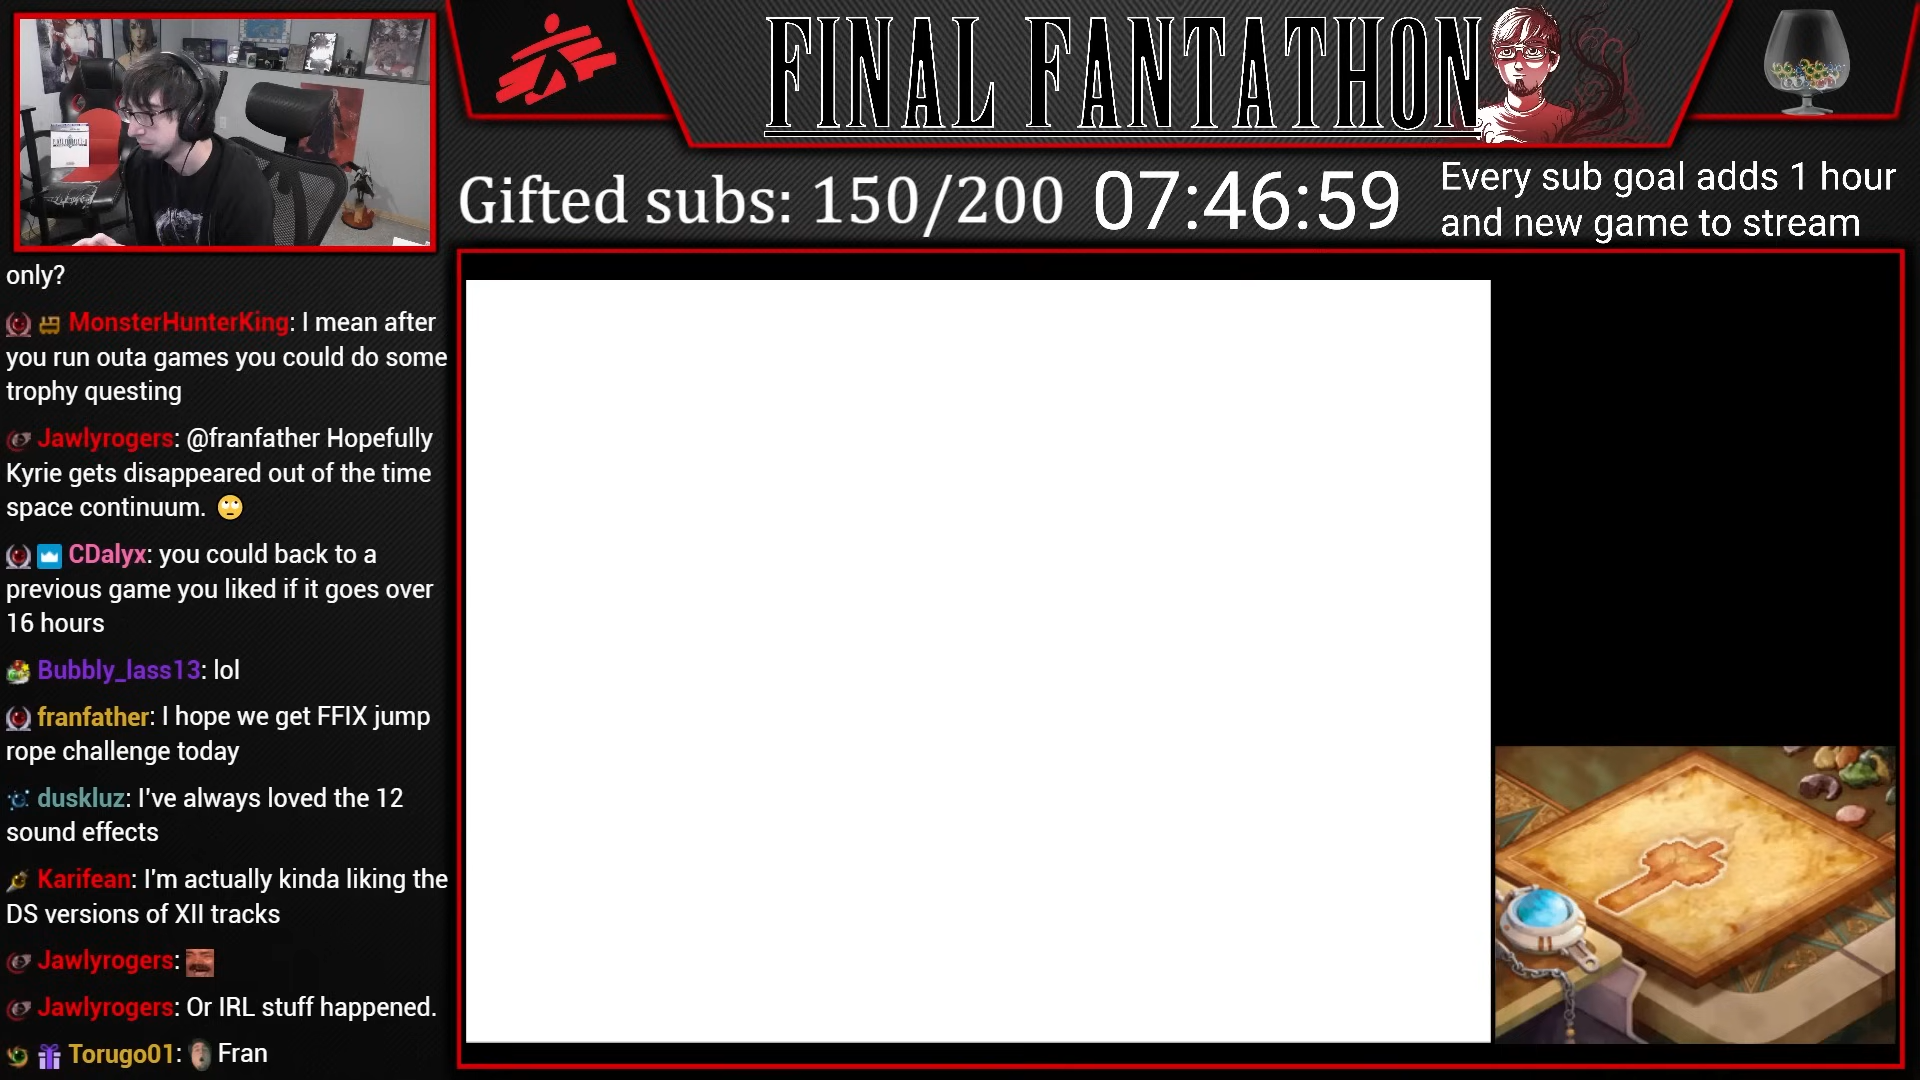 FINAL FANTATHON
Gifted subs: 150/200
07:46:59
Every sub goal adds 1 hour
and new game to stream
only?
MonsterHunterKing: I mean after
you run outa games you could do some
trophy questing
Jawlyrogers: @franfather Hopefully
Kyrie gets disappeared out of the time
space continuum. 🙄
CDalyx: you could back to a
previous game you liked if it goes over
16 hours
Bubbly_lass13: lol
franfather: I hope we get FFIX jump
rope challenge today
duskluz: I've always loved the 12
sound effects
Karifean: I'm actually kinda liking the
DS versions of XII tracks
Jawlyrogers:
Jawlyrogers: Or IRL stuff happened.
Torugo01: Fran